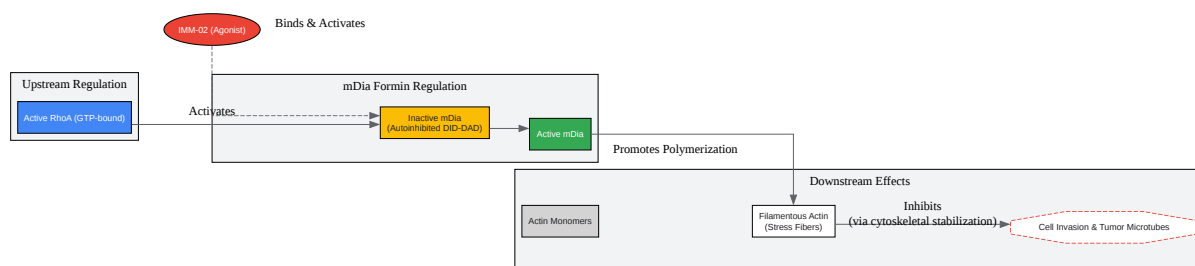 IMM-02 (Agonist)
Binds & Activates
Upstream Regulation
Active RhoA (GTP-bound)
mDia Formin Regulation
Activates
Inactive mDia
(Autoinhibited DID-DAD)
Active mDia
Promotes Polymerization
Downstream Effects
Actin Monomers
Filamentous Actin
(Stress Fibers)
Inhibits
(via cytoskeletal stabilization)
Cell Invasion & Tumor Microtubes